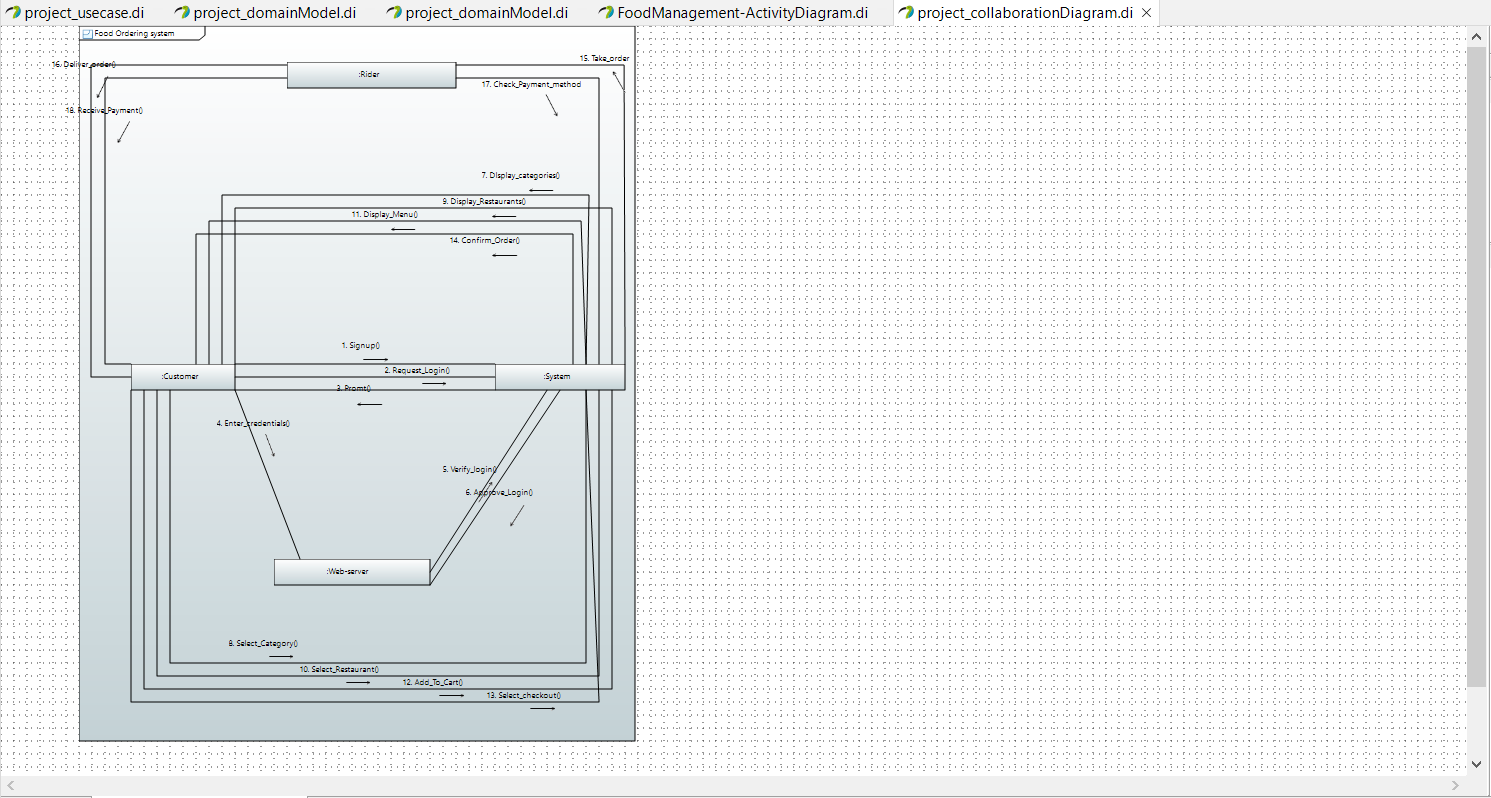 project_usecase.di
project_domainModel.di
project_domainModel.di
FoodManagement-ActivityDiagram.di
project_collaborationDiagram.di
Food Ordering system
15. Take_order
16. Deliver_order()
:Rider
17. Check_Payment_method
18. Receive_Payment()
7. Display_categories()
9. Display_Restaurants()
11. Display_Menu()
14. Confirm_Order()
1. Signup()
2. Request_Login()
:Customer
:System
3. Promt()
4. Enter_credentials()
5. Verify_login()
6. Approve_Login()
:Web-server
8. Select_Category()
10. Select_Restaurant()
12. Add_To_Cart()
13. Select_checkout()